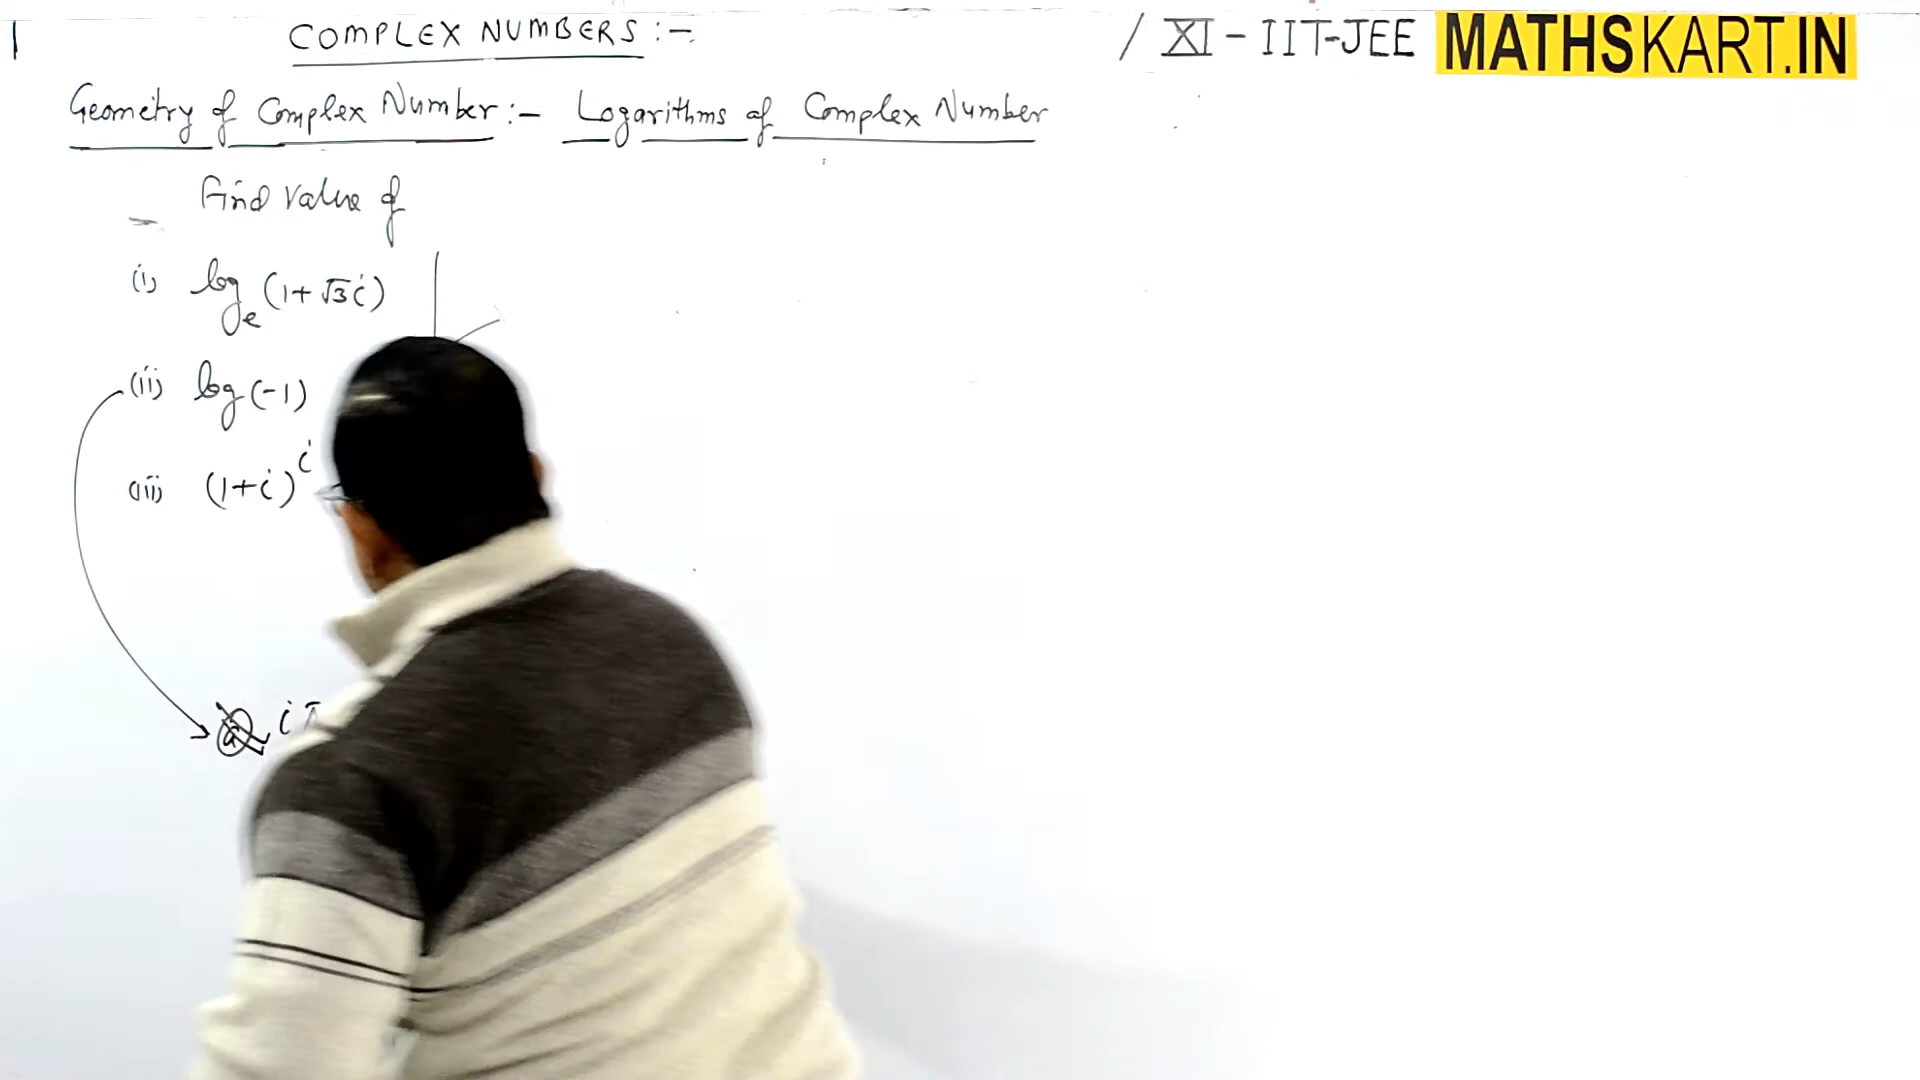 COMPLEX NUMBERS :- / XI - IIT-JEE MATHSKART.IN
Geometry of Complex Number :- Logarithms of Complex Number
Find value of
(i) log_e (1+√3i)
(ii) log(-1)
(iii) (1+i)^i
i